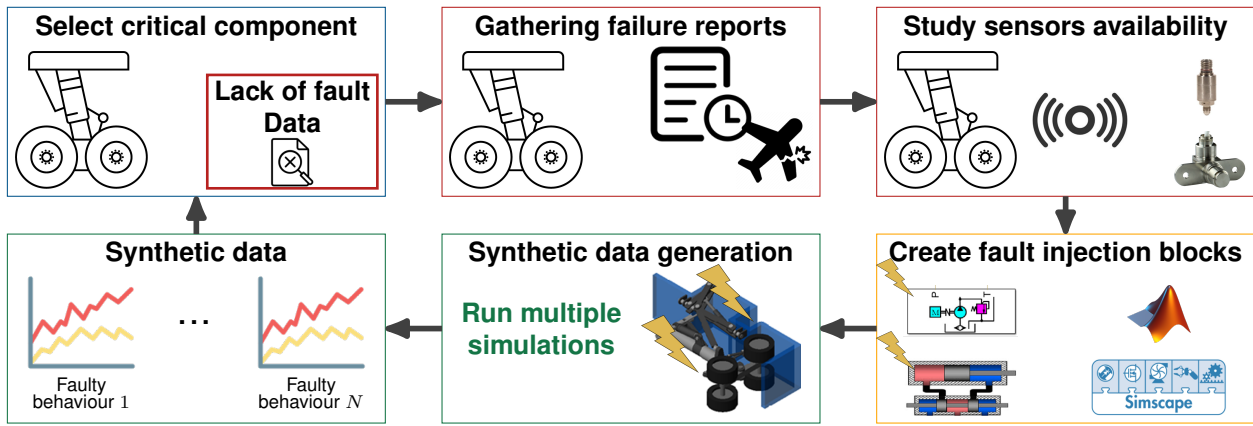 Select critical component
Lack of fault
Data
Gathering failure reports
Study sensors availability
Synthetic data
...
Faulty
behaviour 1
Faulty
behaviour N
Synthetic data generation
Run multiple
simulations
Create fault injection blocks
P
T
M
Simscape